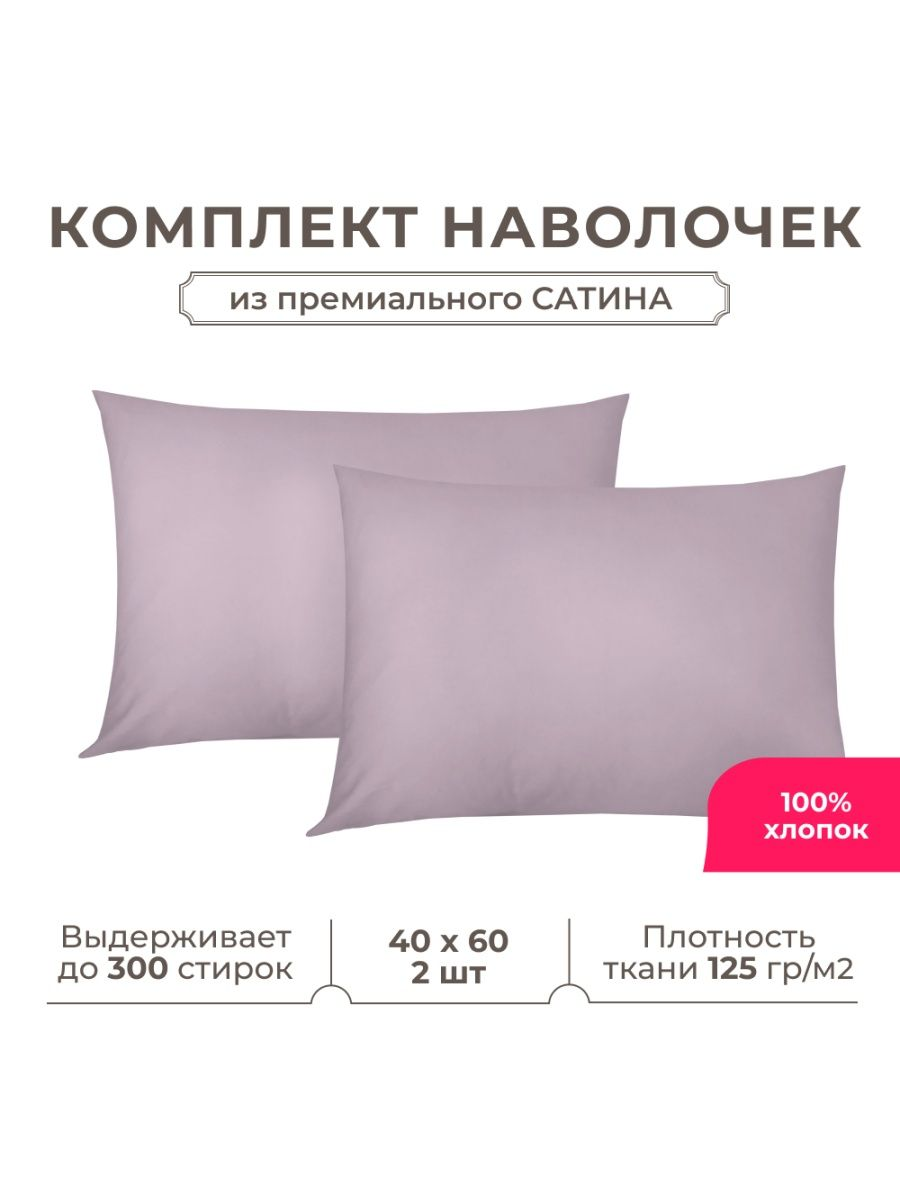 КОМПЛЕКТ НАВОЛОЧЕК
из премиального САТИНА
100%
хлопок
Выдерживает
до 300 стирок
40 х 60
2 шт
Плотность
ткани 125 гр/м2